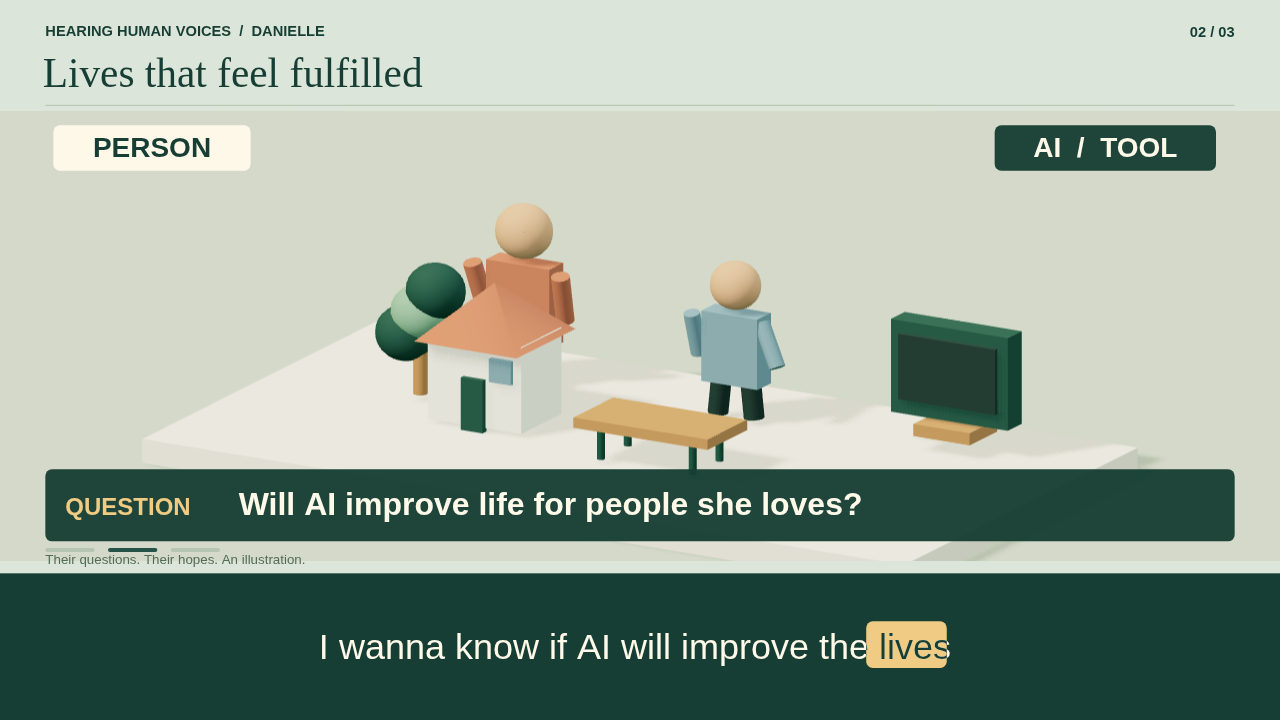 HEARING HUMAN VOICES / DANIELLE
02 / 03
Lives that feel fulfilled
PERSON
AI / TOOL
QUESTION
Will AI improve life for people she loves?
Their questions. Their hopes. An illustration.
I wanna know if AI will improve the lives